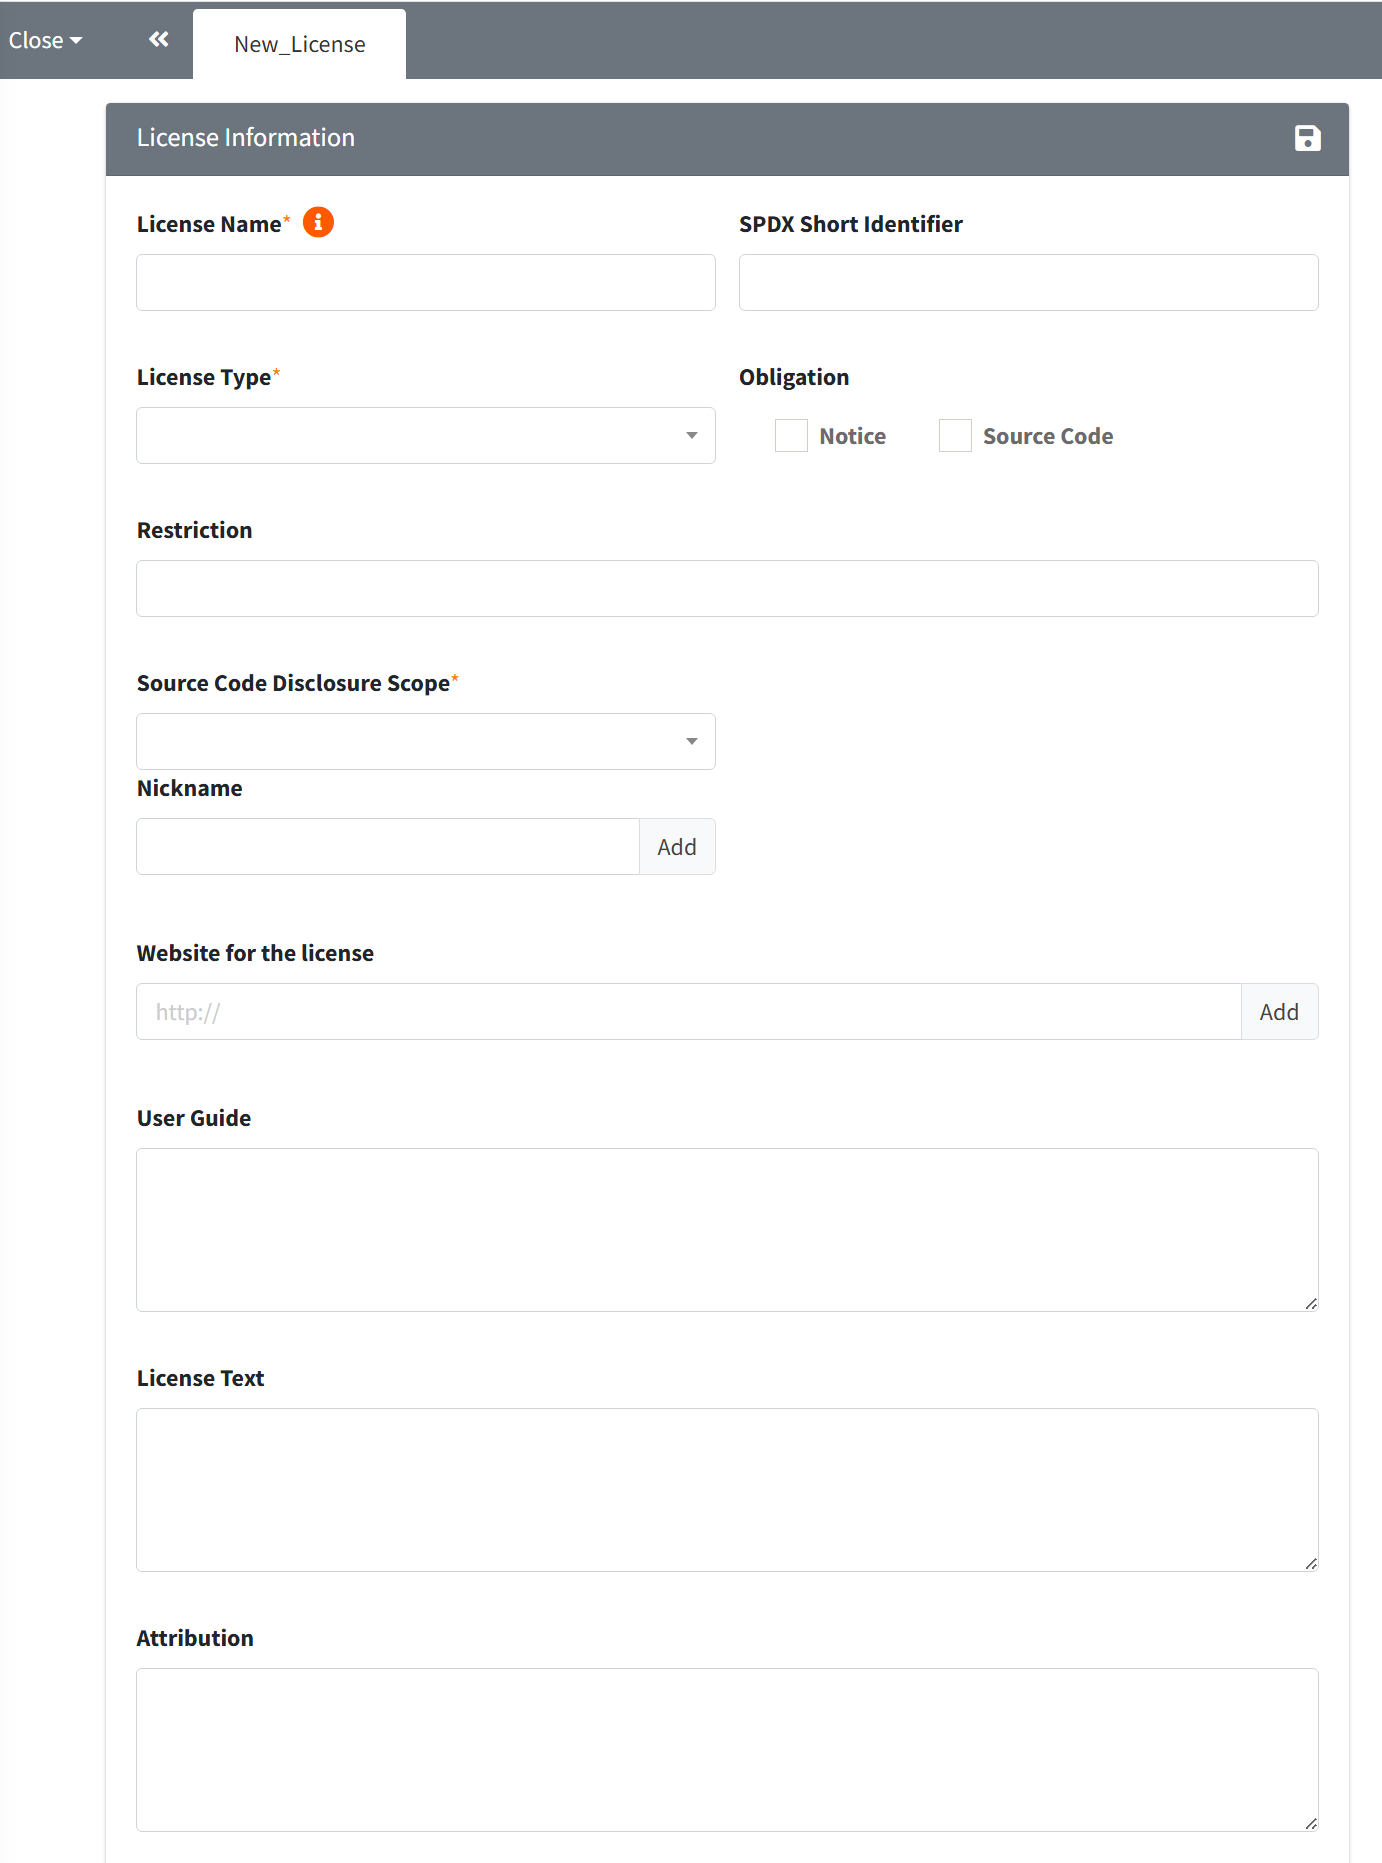 Close
New_License
License Information
License Name*
SPDX Short Identifier
License Type*
Obligation
Notice
Source Code
Restriction
Source Code Disclosure Scope*
Nickname
Add
Website for the license
http://
Add
User Guide
License Text
Attribution